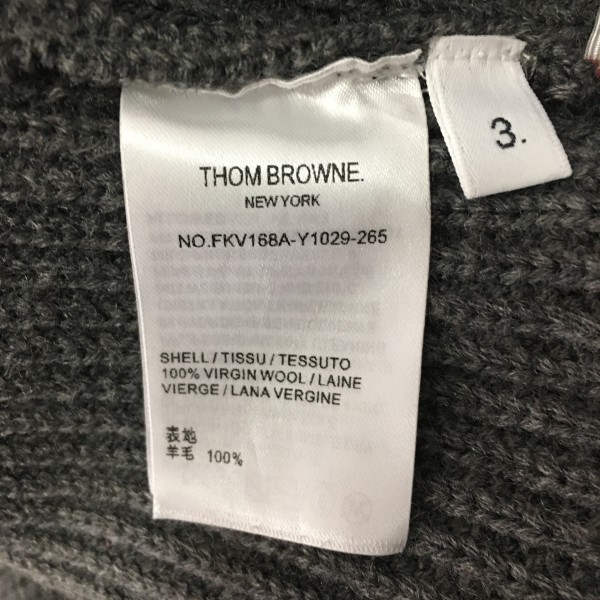 THOM BROWNE.
NEW YORK
NO.FKV168A-Y1029-265
SHELL / TISSU / TESSUTO
100% VIRGIN WOOL / LAINE
VIERGE / LANA VERGINE
表地
羊毛 100%
3.